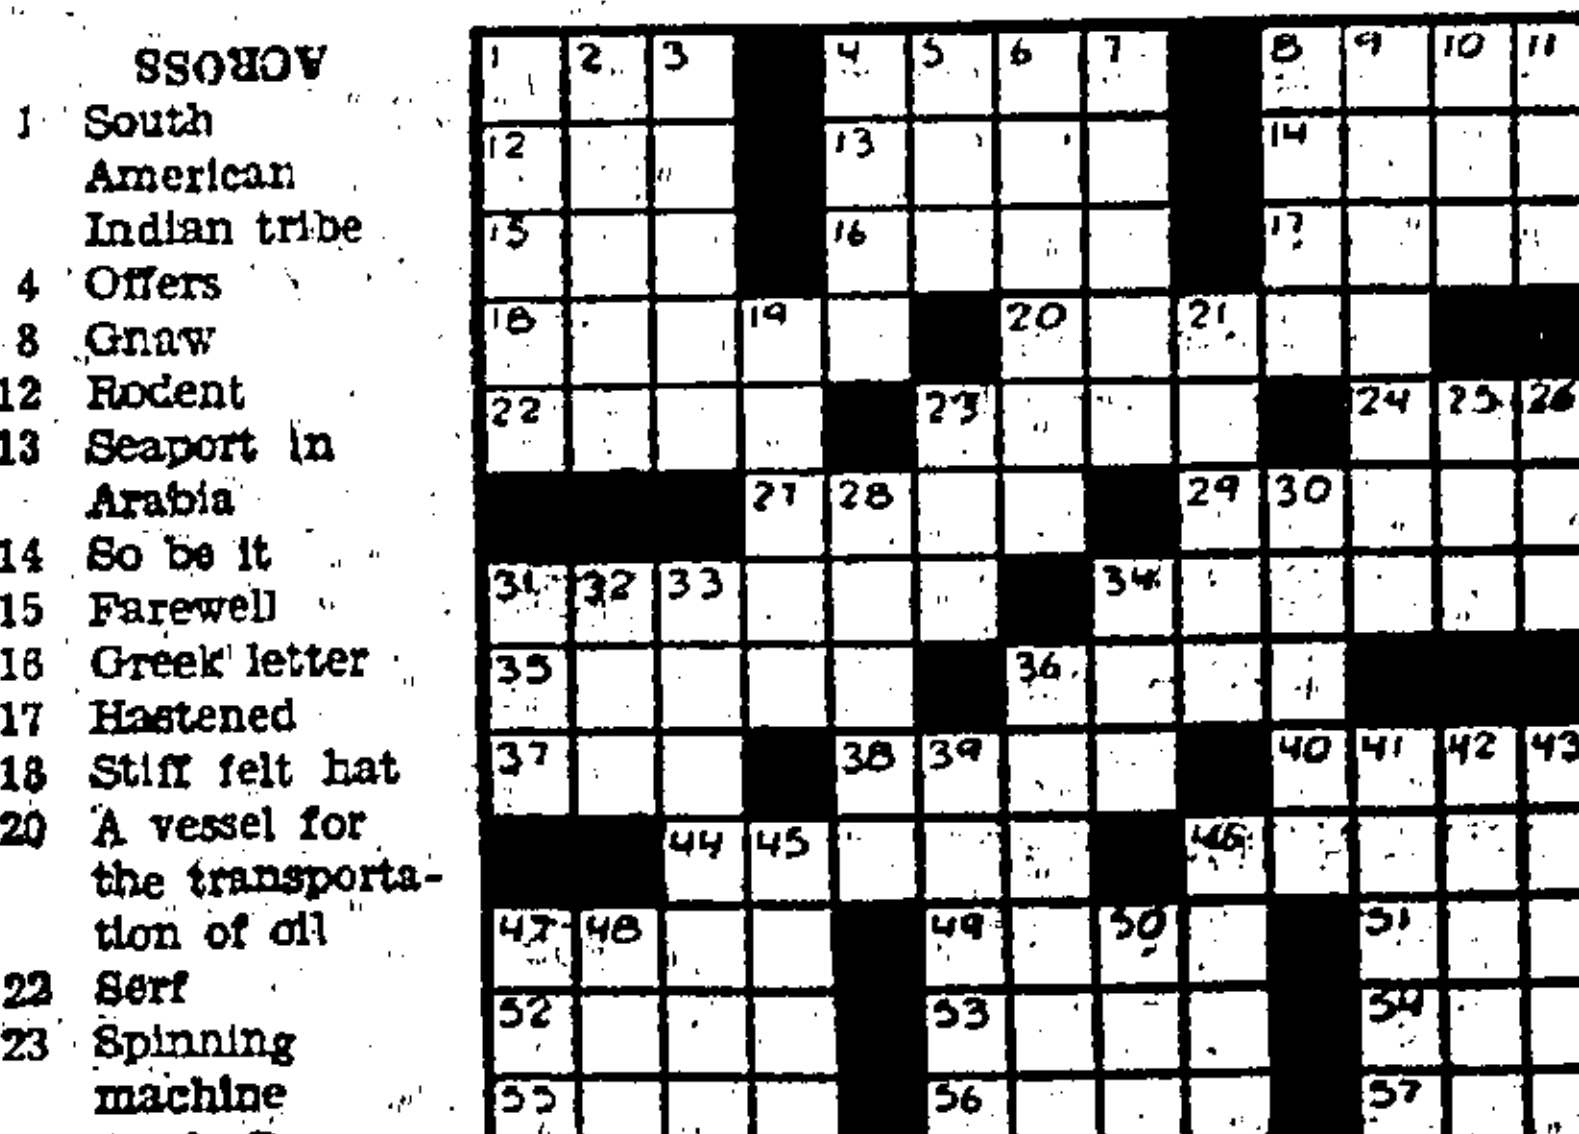 ACROSS
1 South
American
Indian tribe
4 Offers
8 Gnaw
12 Rodent
13 Seaport in
Arabia
14 So be it
15 Farewell
16 Greek letter
17 Hastened
18 Stiff felt hat
20 A vessel for
the transporta-
tion of oil
22 Serf
23 Spinning
machine
1 2 3 4 5 6 7 8 9 10 11
12 13 14
15 16 17
18 19 20 21
22 23 24 25 26
27 28 29 30
31 32 33 34
35 36
37 38 39 40 41 42 43
44 45 46
47 48 49 50 51
52 53 54
55 56 57